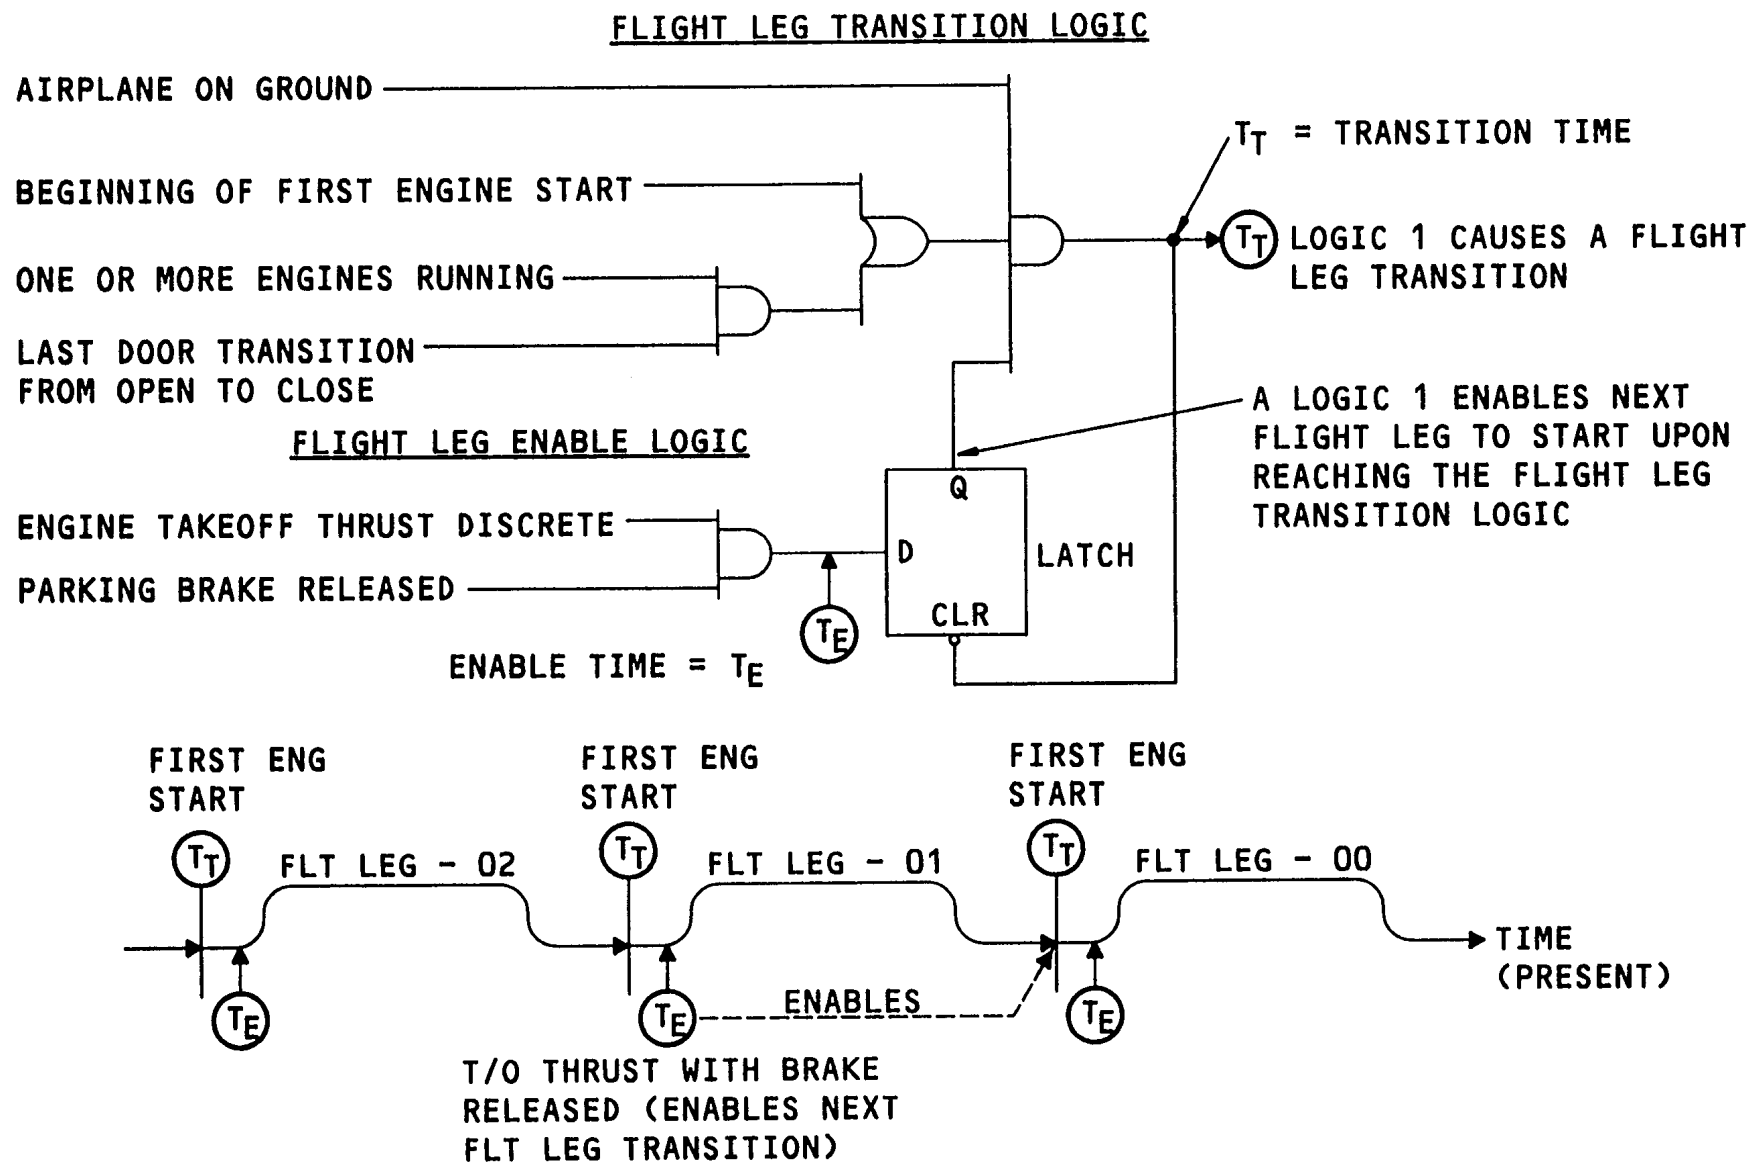 FLIGHT LEG TRANSITION LOGIC
AIRPLANE ON GROUND
TT = TRANSITION TIME
BEGINNING OF FIRST ENGINE START
TT
LOGIC 1 CAUSES A FLIGHT
LEG TRANSITION
ONE OR MORE ENGINES RUNNING
LAST DOOR TRANSITION
FROM OPEN TO CLOSE
A LOGIC 1 ENABLES NEXT
FLIGHT LEG TO START UPON
REACHING THE FLIGHT LEG
TRANSITION LOGIC
FLIGHT LEG ENABLE LOGIC
Q
ENGINE TAKEOFF THRUST DISCRETE
D
LATCH
PARKING BRAKE RELEASED
CLR
TE
ENABLE TIME = TE
FIRST ENG
START
FIRST ENG
START
FIRST ENG
START
TT
FLT LEG - 02
TT
FLT LEG - 01
TT
FLT LEG - 00
TIME
(PRESENT)
TE
TE
ENABLES
TE
T/O THRUST WITH BRAKE
RELEASED (ENABLES NEXT
FLT LEG TRANSITION)